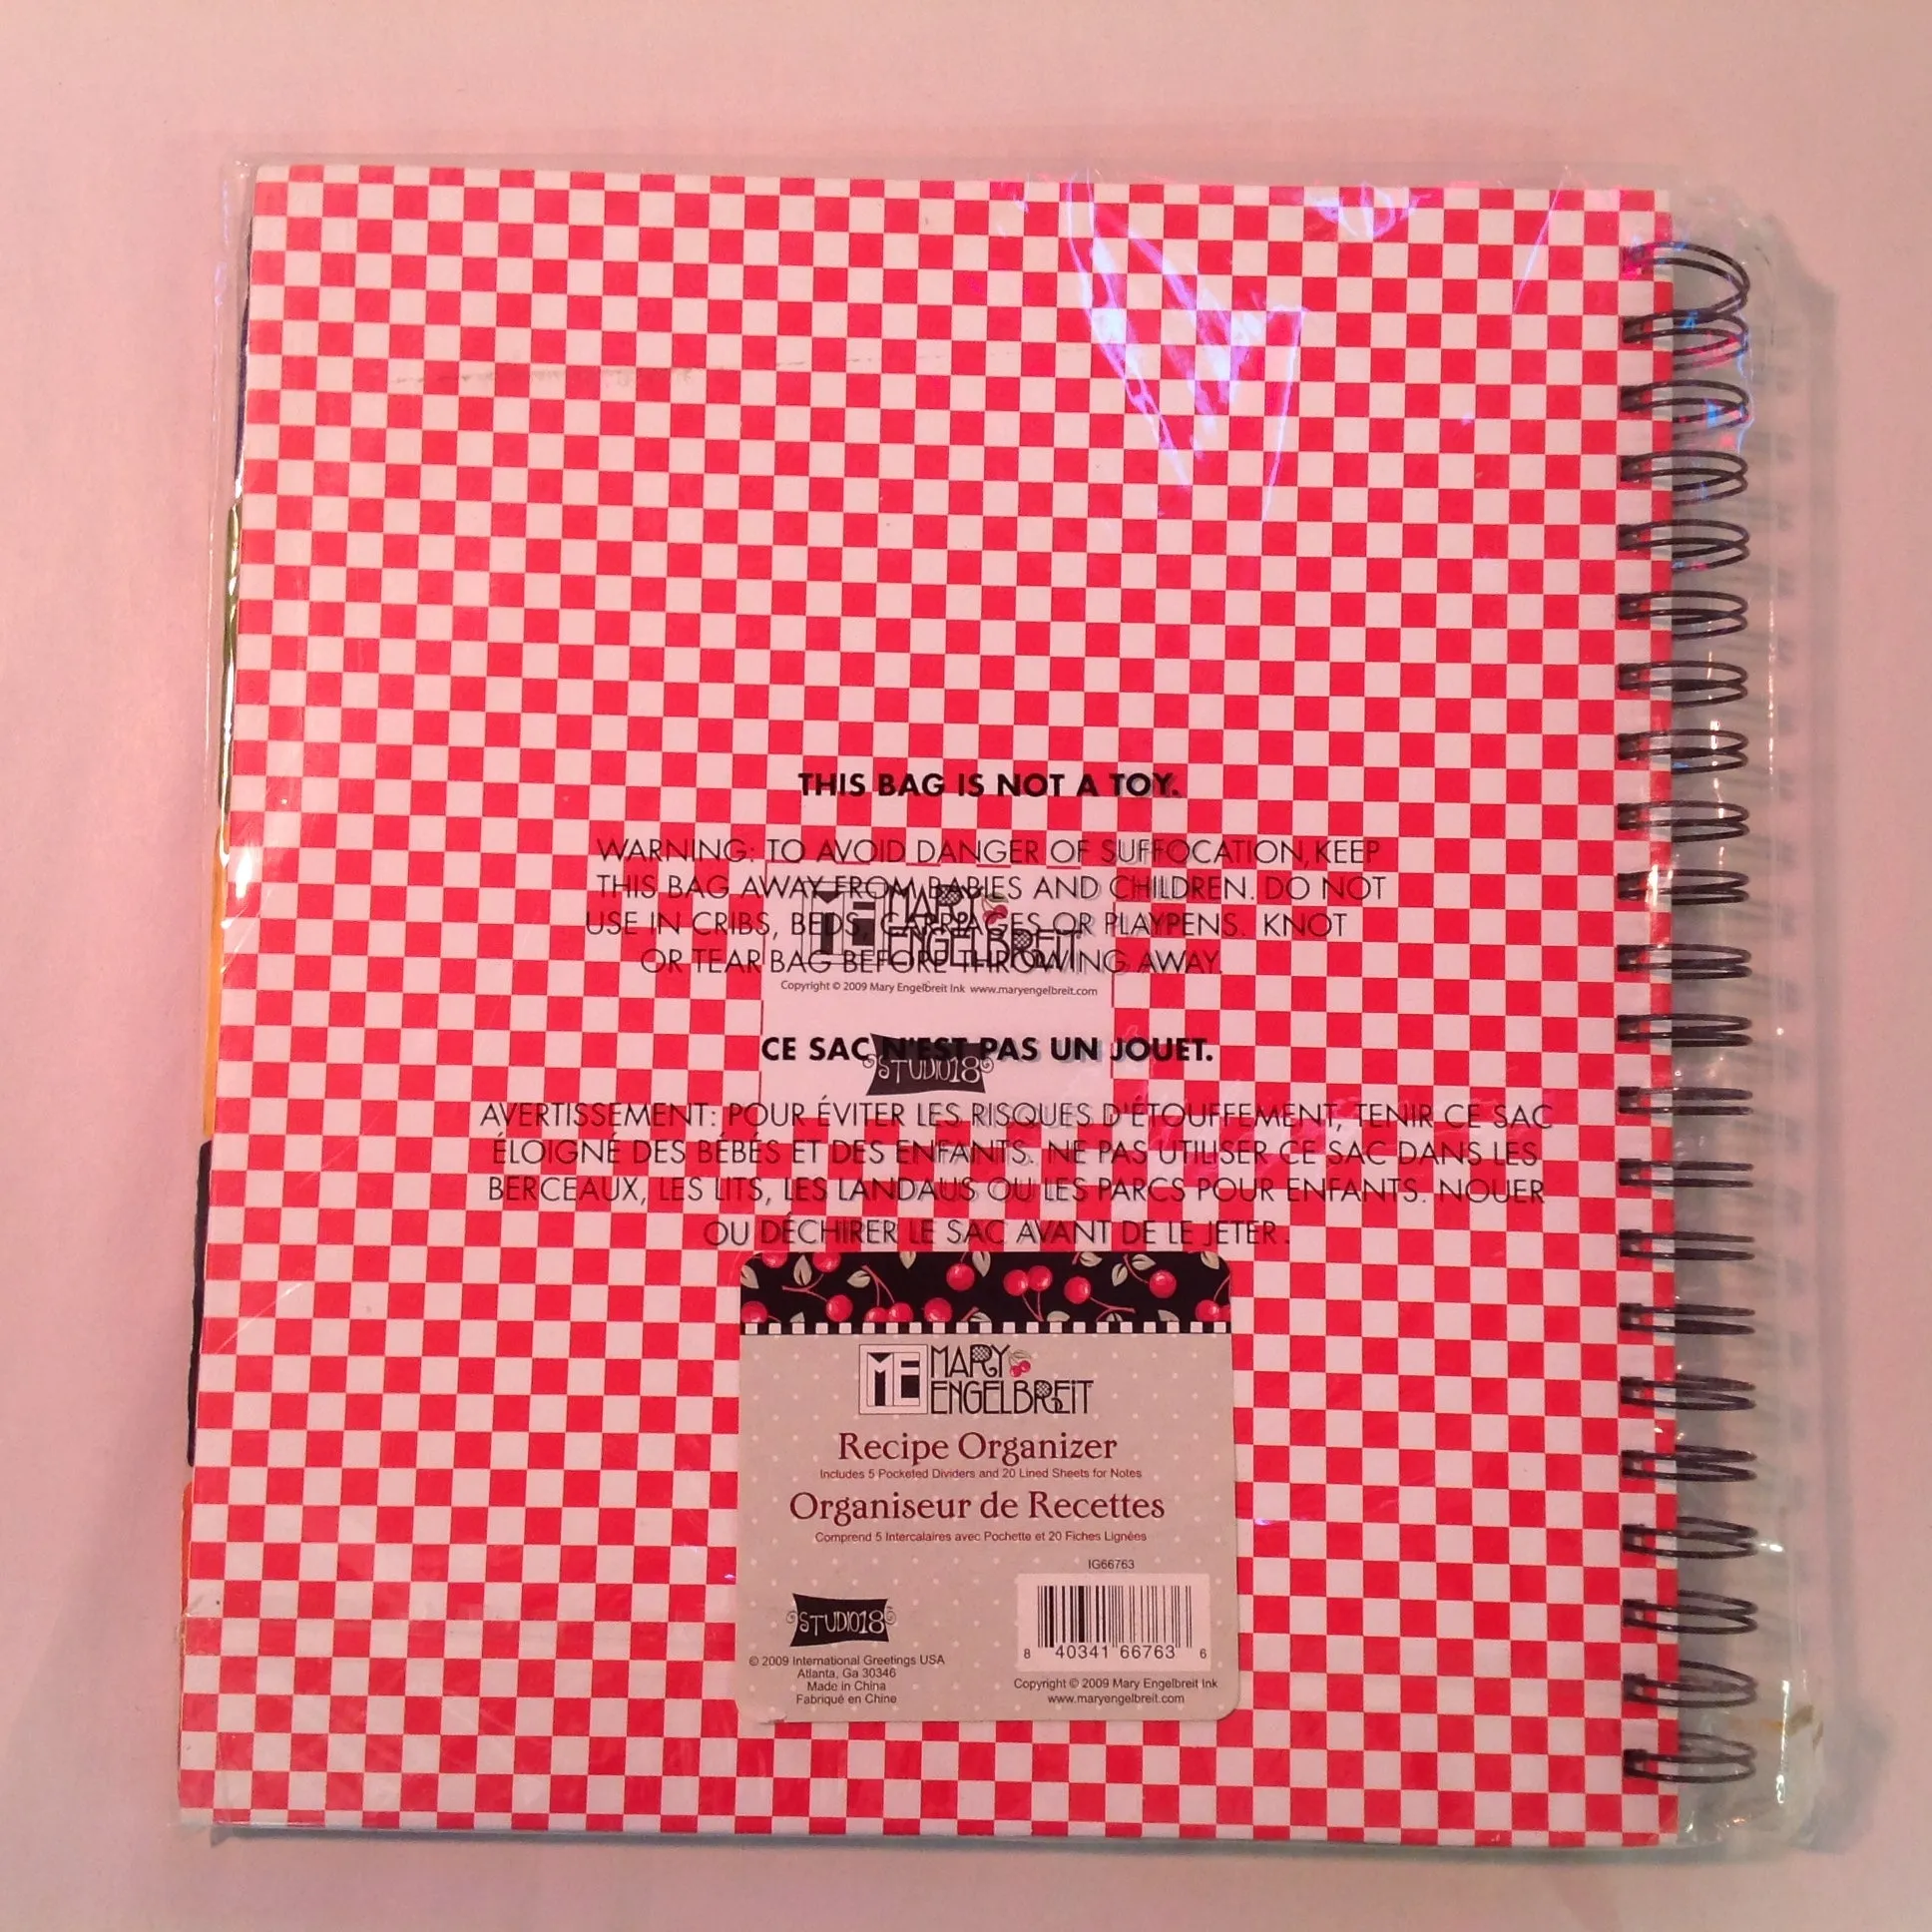 THIS BAG IS NOT A TOY.
WARNING: TO AVOID DANGER OF SUFFOCATION, KEEP
THIS BAG AWAY FROM BABIES AND CHILDREN. DO NOT
USE IN CRIBS, BEDS, CARRIAGES OR PLAYPENS. KNOT
OR TEAR BAG BEFORE THROWING AWAY.
ME MARY
ENGELBREIT
Copyright © 2009 Mary Engelbreit Ink www.maryengelbreit.com
CE SAC N'EST PAS UN JOUET.
STUDIO18
AVERTISSEMENT: POUR ÉVITER LES RISQUES D'ÉTOUFFEMENT, TENIR CE SAC
ÉLOIGNÉ DES BÉBÉS ET DES ENFANTS. NE PAS UTILISER CE SAC DANS LES
BERCEAUX, LES LITS, LES LANDAUS OU LES PARCS POUR ENFANTS. NOUER
OU DÉCHIRER LE SAC AVANT DE LE JETER.
ME MARY
ENGELBREIT
Recipe Organizer
Includes 5 Pocketed Dividers and 20 Lined Sheets for Notes
Organiseur de Recettes
Comprend 5 Intercalaires avec Pochette et 20 Fiches Lignées
IG66763
STUDIO18
8 40341 66763 6
© 2009 International Greetings USA
Atlanta, Ga 30346
Made in China
Fabriqué en Chine
Copyright © 2009 Mary Engelbreit Ink
www.maryengelbreit.com